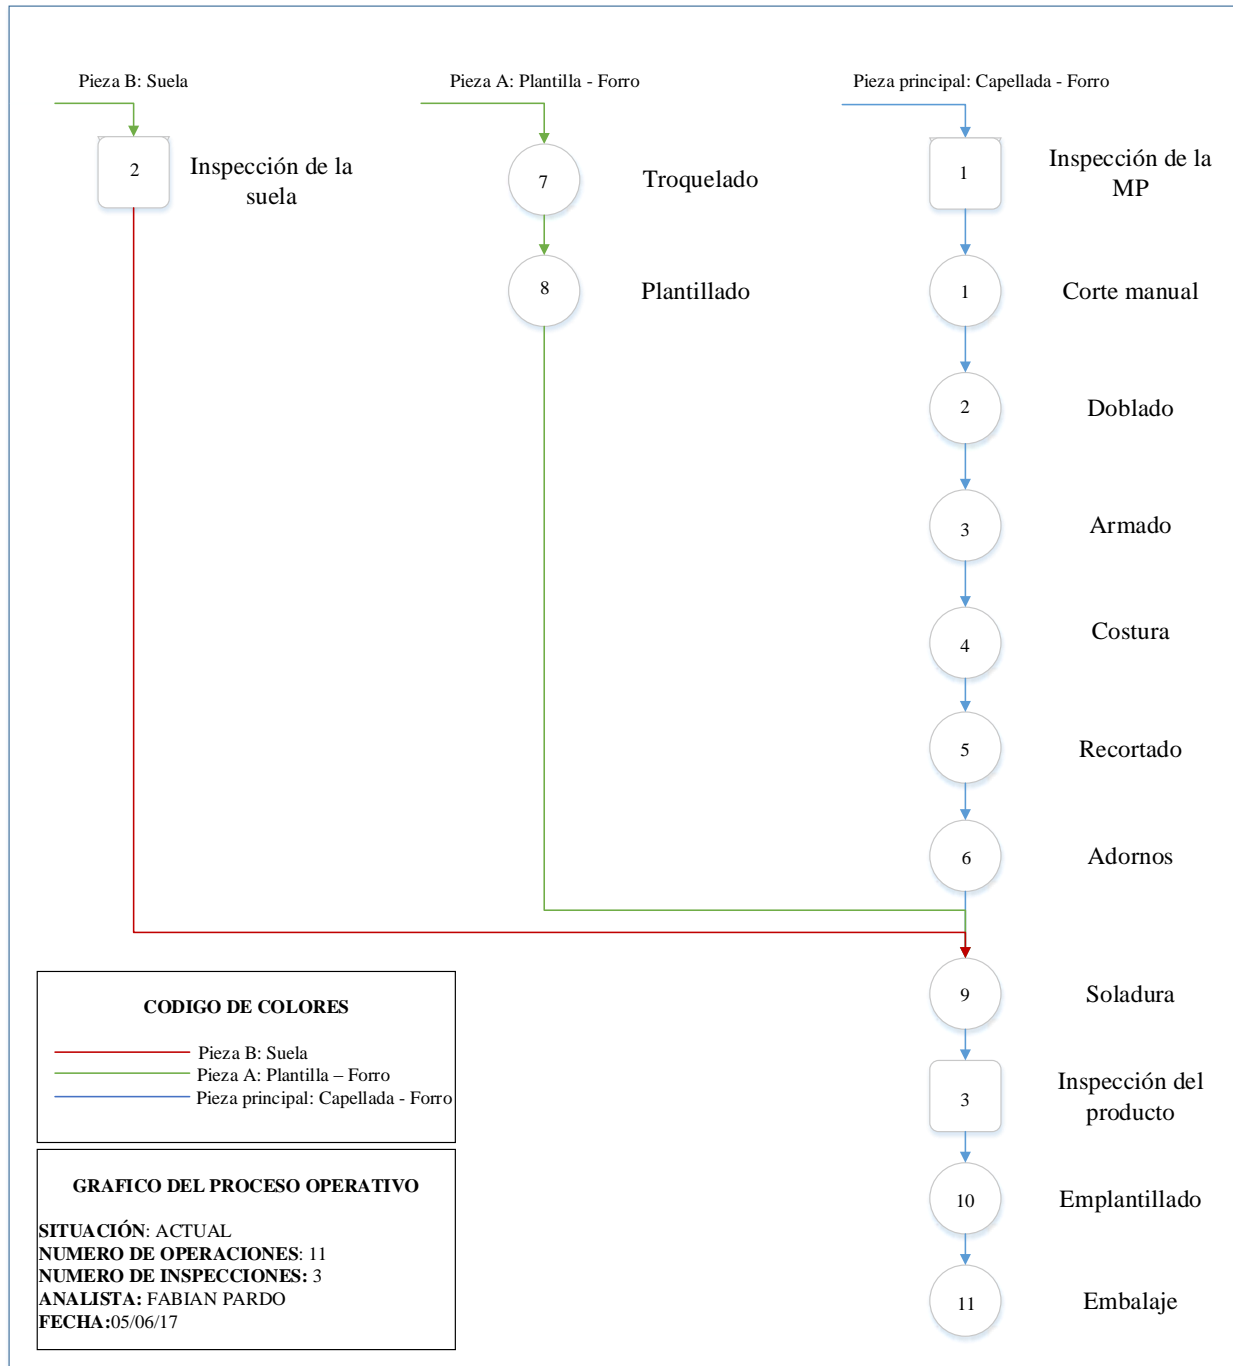 Pieza B: Suela
Pieza A: Plantilla - Forro
Pieza principal: Capellada - Forro
2
Inspección de la
suela
7
Troquelado
1
Inspección de la
MP
8
Plantillado
1
Corte manual
2
Doblado
3
Armado
4
Costura
5
Recortado
6
Adornos
9
Soladura
3
Inspección del
producto
10
Emplantillado
11
Embalaje
CODIGO DE COLORES
Pieza B: Suela
Pieza A: Plantilla – Forro
Pieza principal: Capellada - Forro
GRAFICO DEL PROCESO OPERATIVO
SITUACIÓN: ACTUAL
NUMERO DE OPERACIONES: 11
NUMERO DE INSPECCIONES: 3
ANALISTA: FABIAN PARDO
FECHA:05/06/17